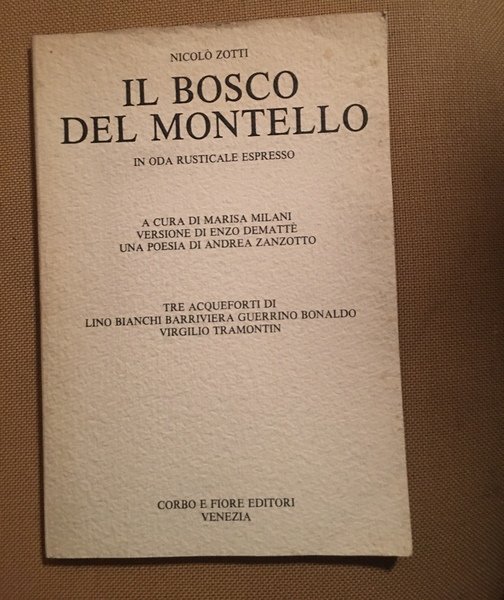 NICOLÒ ZOTTI
IL BOSCO
DEL MONTELLO
IN ODA RUSTICALE ESPRESSO
A CURA DI MARISA MILANI
VERSIONE DI ENZO DEMATTÈ
UNA POESIA DI ANDREA ZANZOTTO
TRE ACQUEFORTI DI
LINO BIANCHI BARRIVIERA GUERRINO BONALDO
VIRGILIO TRAMONTIN
CORBO E FIORE EDITORI
VENEZIA